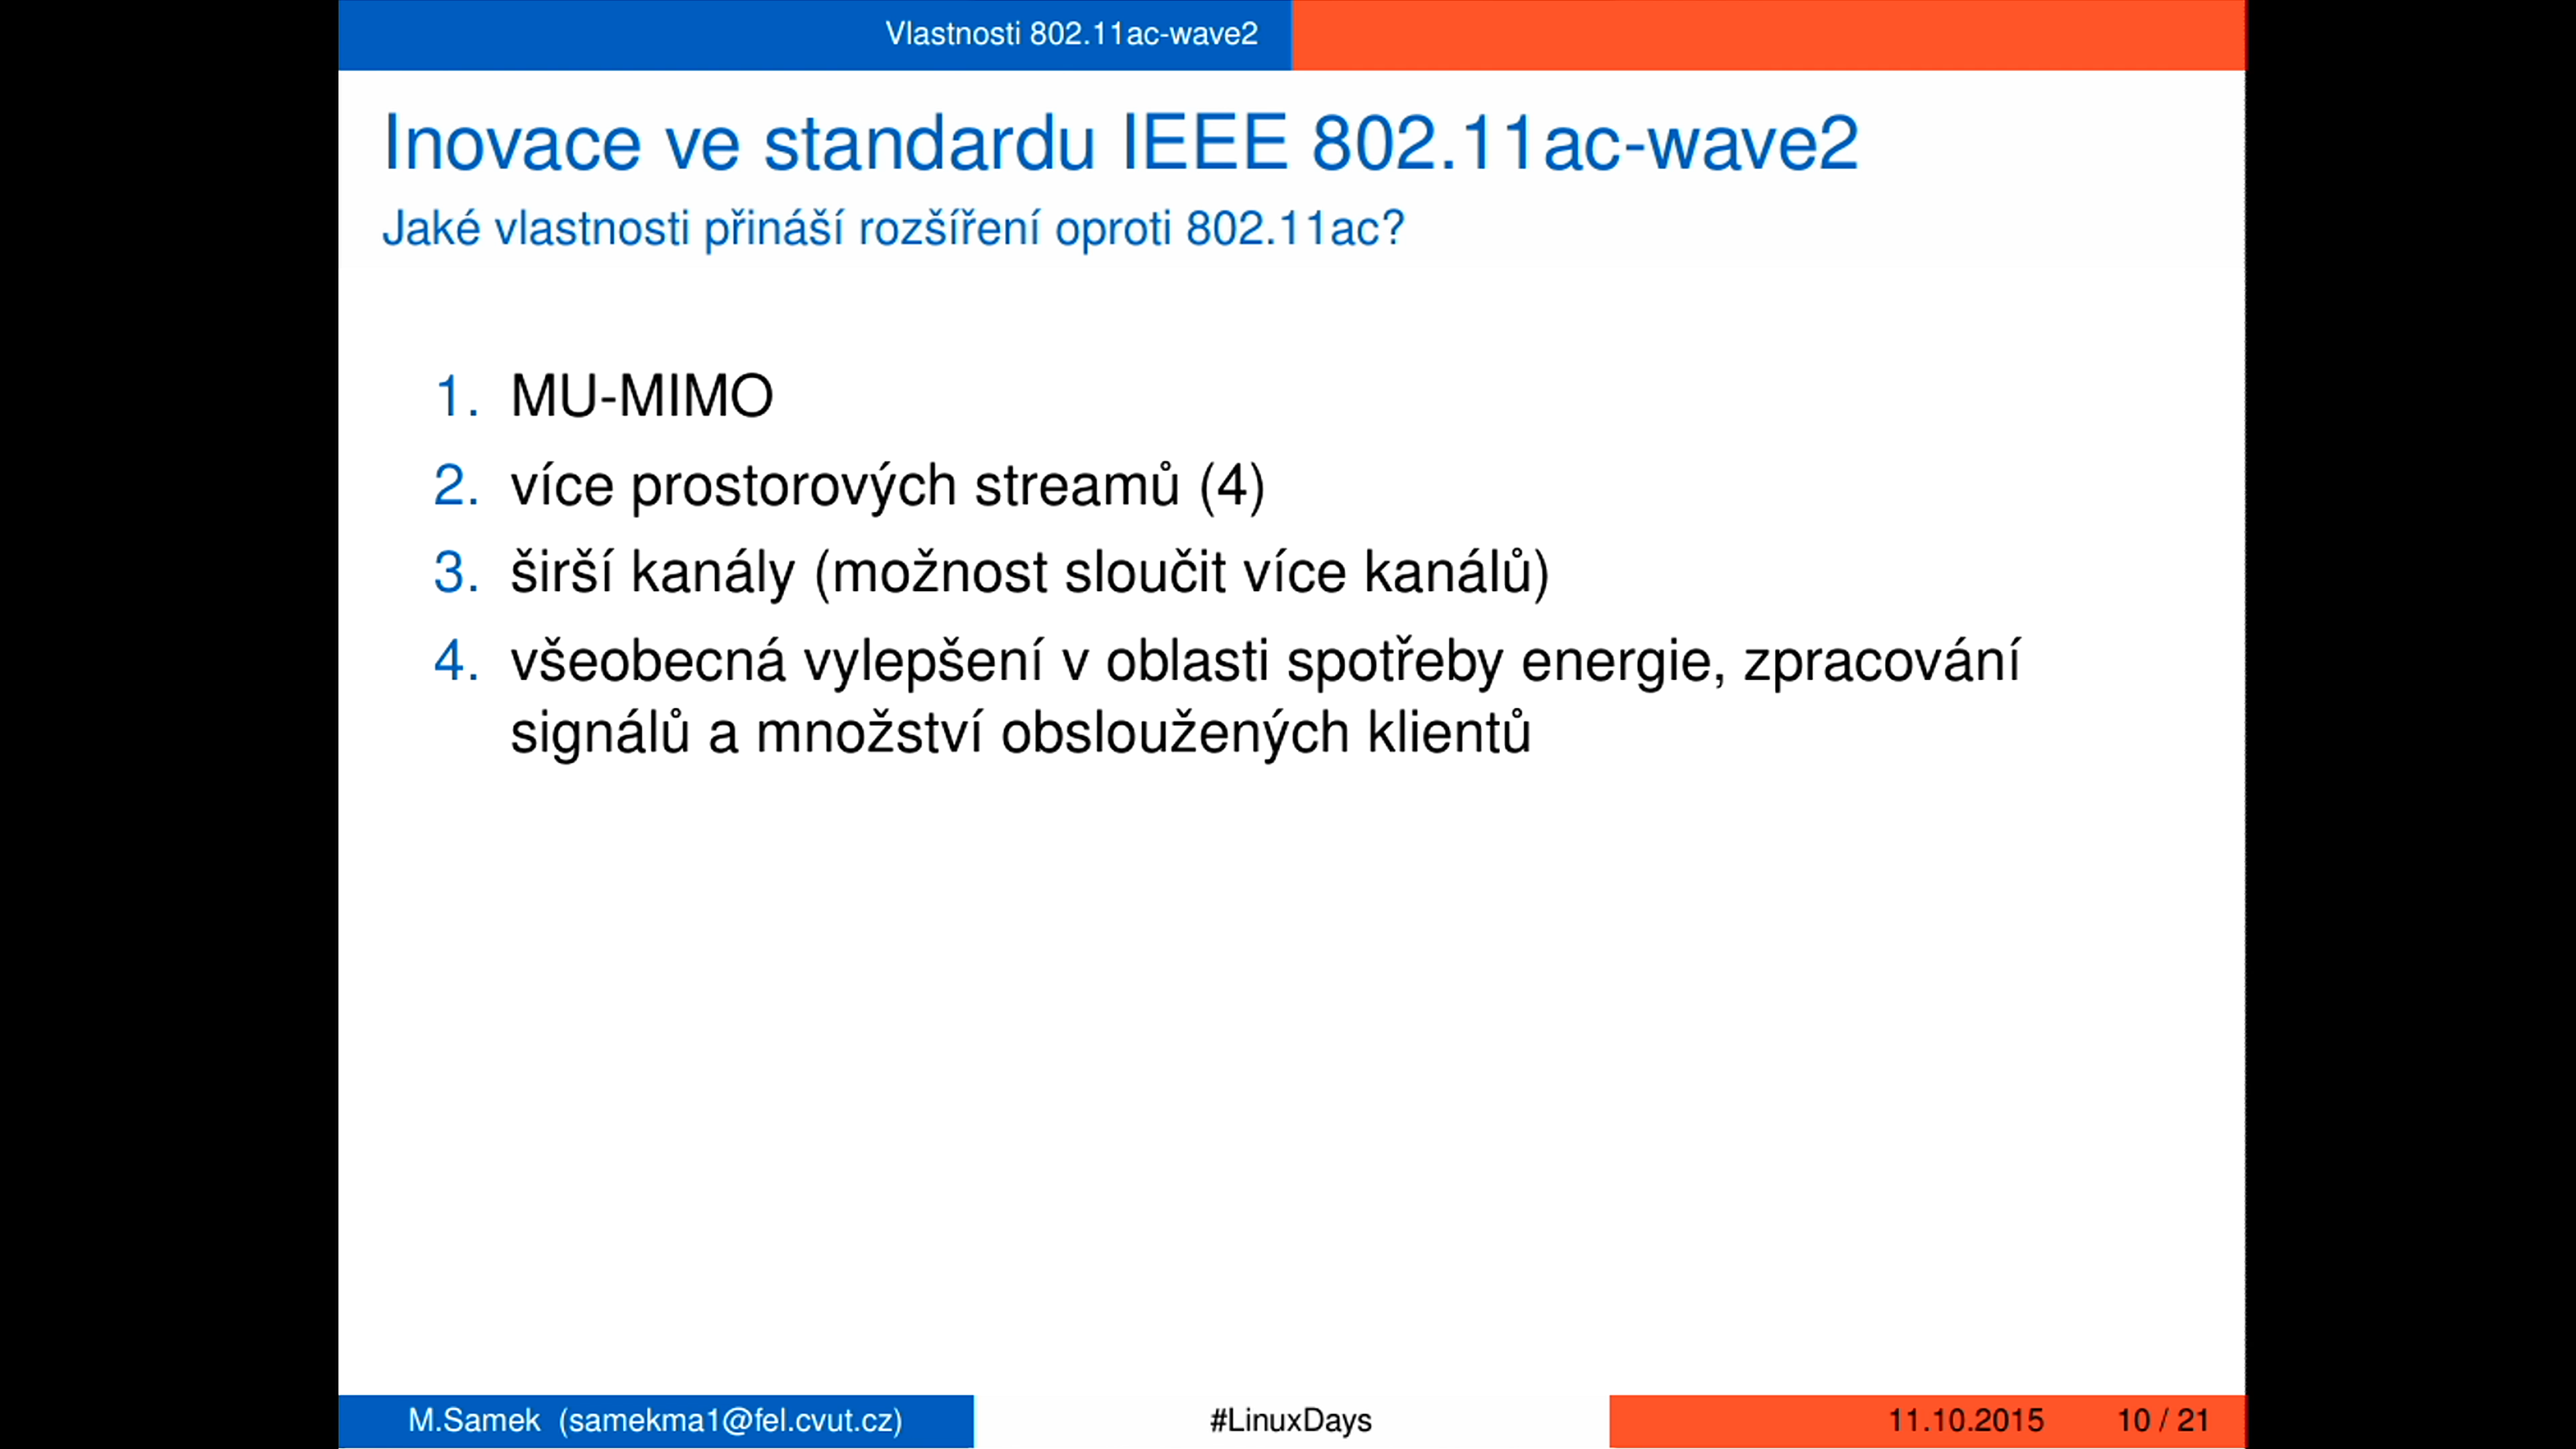 Vlastnosti 802.11ac-wave2
Inovace ve standardu IEEE 802.11ac-wave2
Jaké vlastnosti přináší rozšíření oproti 802.11ac?
1. MU-MIMO
2. více prostorových streamů (4)
3. širší kanály (možnost sloučit více kanálů)
4. všeobecná vylepšení v oblasti spotřeby energie, zpracování
signálů a množství obsloužených klientů
M.Samek (samekma1@fel.cvut.cz) #LinuxDays 11.10.2015 10 / 21